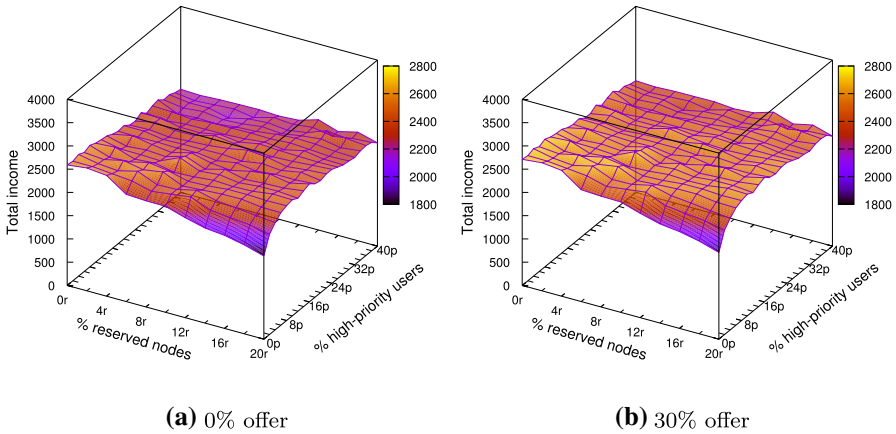 4000
3500
3000
2500
2000
1500
1000
500
0
Total income
0r
4r
8r
12r
16r
20r
% reserved nodes
0p
8p
16p
24p
32p
40p
% high-priority users
2800
2600
2400
2200
2000
1800
(a) 0% offer
4000
3500
3000
2500
2000
1500
1000
500
0
Total income
0r
4r
8r
12r
16r
20r
% reserved nodes
0p
8p
16p
24p
32p
40p
% high-priority users
2800
2600
2400
2200
2000
1800
(b) 30% offer